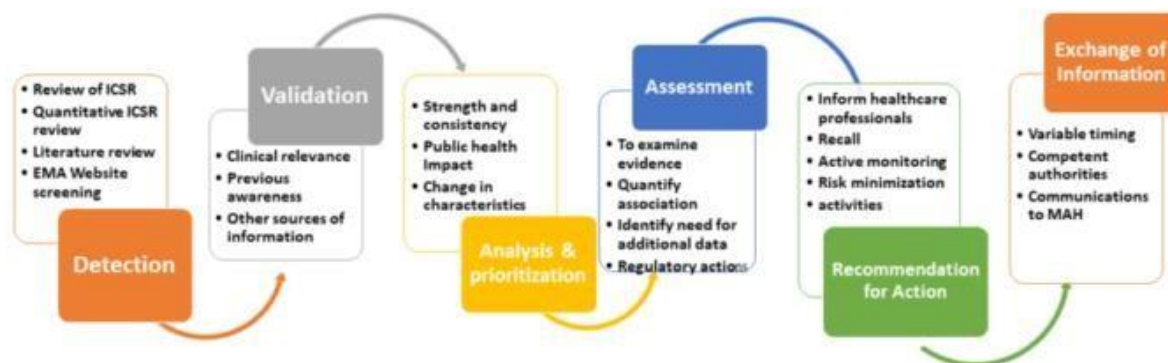 • Review of ICSR
• Quantitative ICSR
review
• Literature review
• EMA Website
screening
Detection
Validation
• Clinical relevance
• Previous
awareness
• Other sources of
information
• Strength and
consistency
• Public health
Impact
• Change in
characteristics
Analysis &
prioritization
Assessment
• To examine
evidence
• Quantify
association
• Identify need for
additional data
• Regulatory actions
• Inform healthcare
professionals
• Recall
• Active monitoring
• Risk minimization
• activities
Recommendation
for Action
Exchange of
Information
• Variable timing
• Competent
authorities
• Communications
to MAH